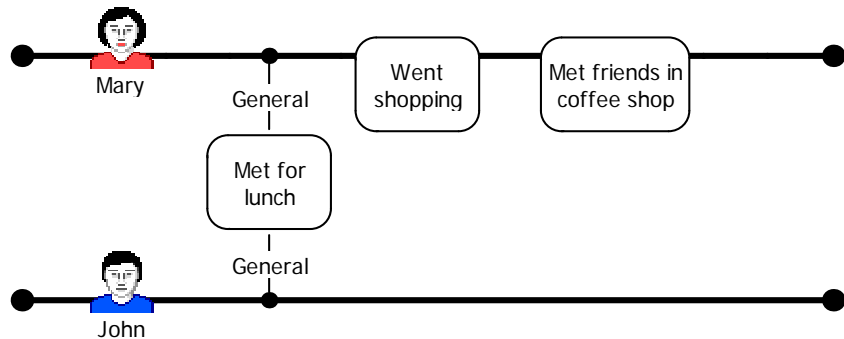 Mary
General
Went
shopping
Met friends in
coffee shop
Met for
lunch
General
John